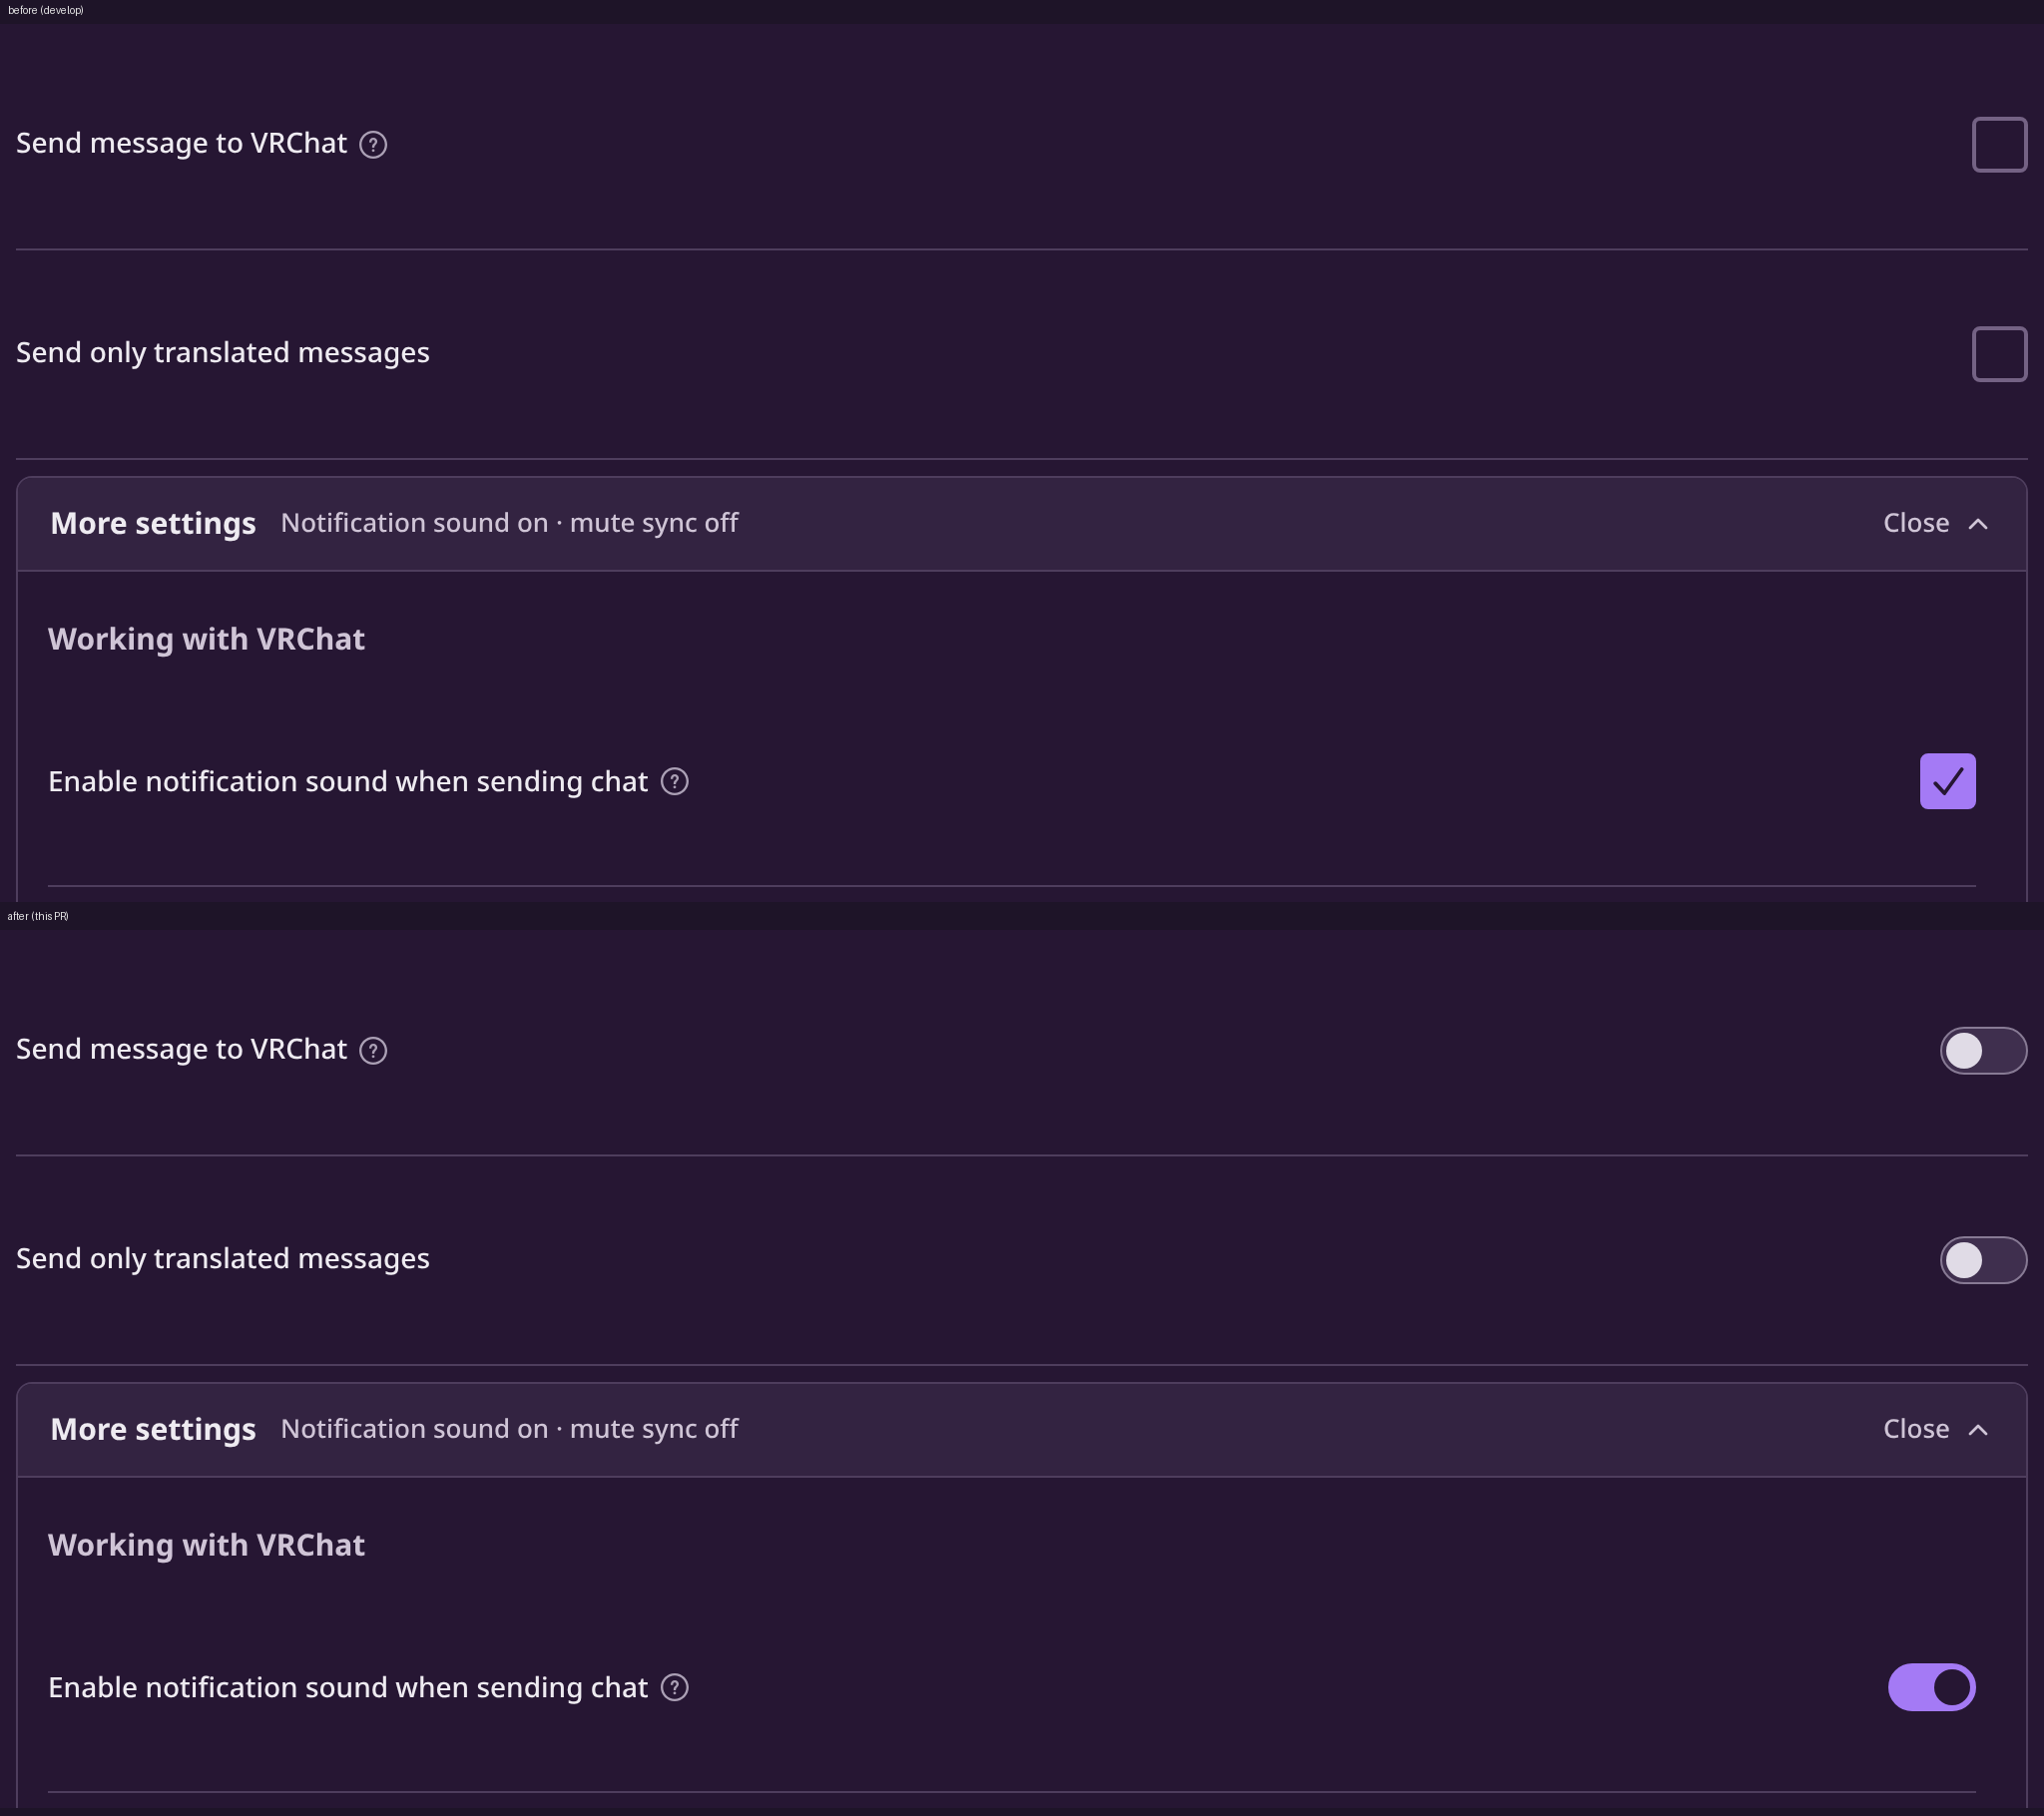 before (develop)
Send message to VRChat ?
Send only translated messages
More settings Notification sound on · mute sync off Close
Working with VRChat
Enable notification sound when sending chat ?
after (this PR)
Send message to VRChat ?
Send only translated messages
More settings Notification sound on · mute sync off Close
Working with VRChat
Enable notification sound when sending chat ?